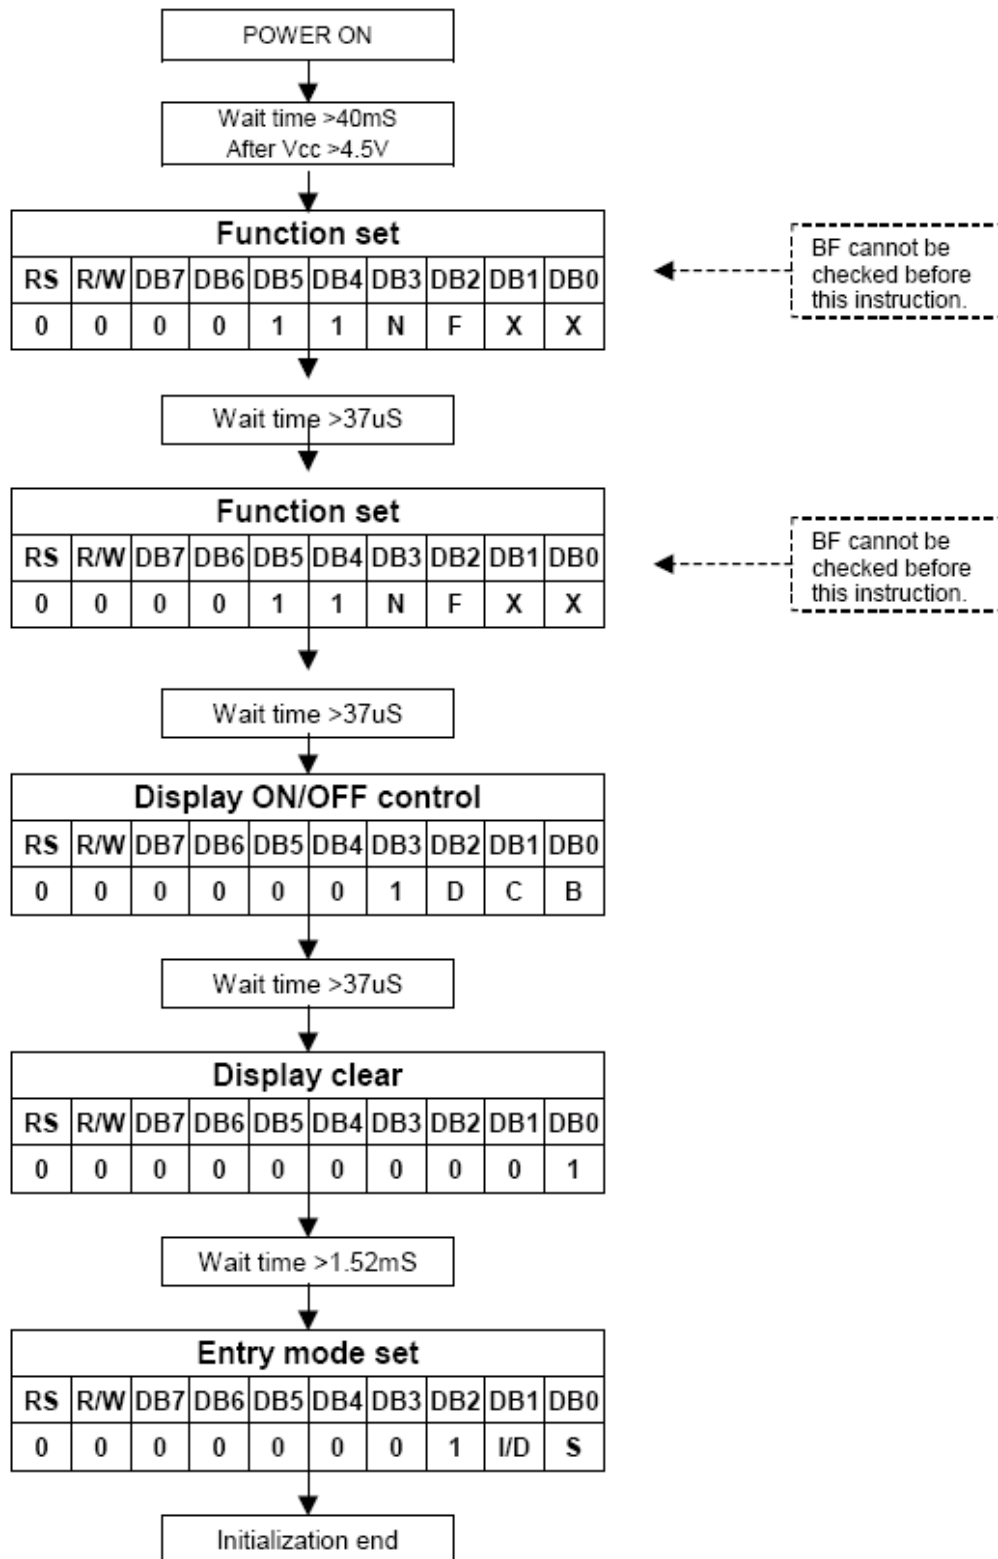 POWER ON
Wait time >40mS
After Vcc >4.5V
Function set
RS R/W DB7 DB6 DB5 DB4 DB3 DB2 DB1 DB0
0 0 0 0 1 1 N F X X
BF cannot be
checked before
this instruction.
Wait time >37uS
Function set
RS R/W DB7 DB6 DB5 DB4 DB3 DB2 DB1 DB0
0 0 0 0 1 1 N F X X
BF cannot be
checked before
this instruction.
Wait time >37uS
Display ON/OFF control
RS R/W DB7 DB6 DB5 DB4 DB3 DB2 DB1 DB0
0 0 0 0 0 0 1 D C B
Wait time >37uS
Display clear
RS R/W DB7 DB6 DB5 DB4 DB3 DB2 DB1 DB0
0 0 0 0 0 0 0 0 0 1
Wait time >1.52mS
Entry mode set
RS R/W DB7 DB6 DB5 DB4 DB3 DB2 DB1 DB0
0 0 0 0 0 0 0 1 I/D S
Initialization end